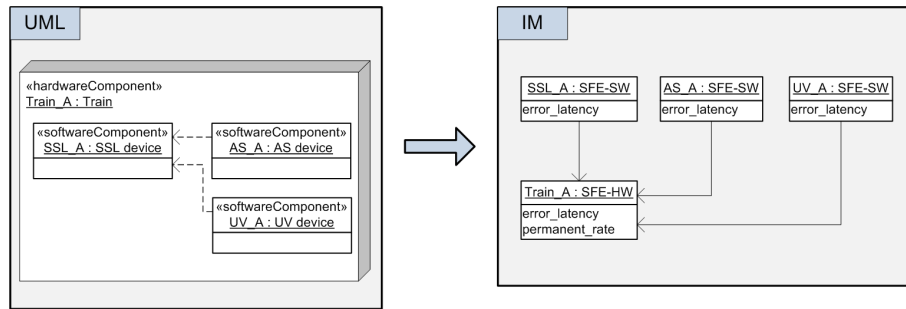 UML
«hardwareComponent»
Train_A : Train
«softwareComponent»
SSL_A : SSL device
«softwareComponent»
AS_A : AS device
«softwareComponent»
UV_A : UV device
IM
SSL_A : SFE-SW
error_latency
AS_A : SFE-SW
error_latency
UV_A : SFE-SW
error_latency
Train_A : SFE-HW
error_latency
permanent_rate